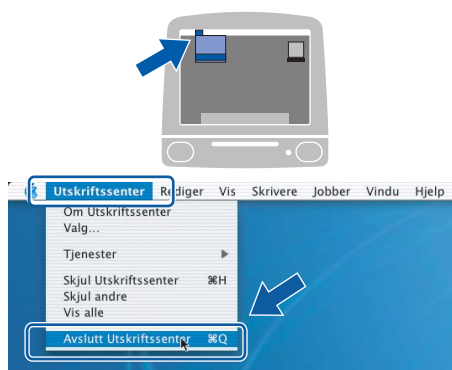 Utskriftssenter Rediger Vis Skrivere Jobber Vindu Hjelp
Om Utskriftssenter
Valg...
Tjenester ▶
Skjul Utskriftssenter ⌘H
Skjul andre
Vis alle
Avslutt Utskriftssenter ⌘Q